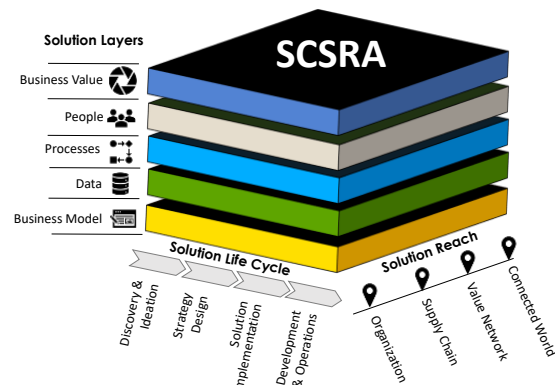 Solution Layers
SCSRA
Business Value
People
Processes
Data
Business Model
Solution Life Cycle
Solution Reach
Discovery &
Ideation
Strategy
Design
Solution
Implementation
Development
& Operations
Organization
Supply Chain
Value Network
Connected World